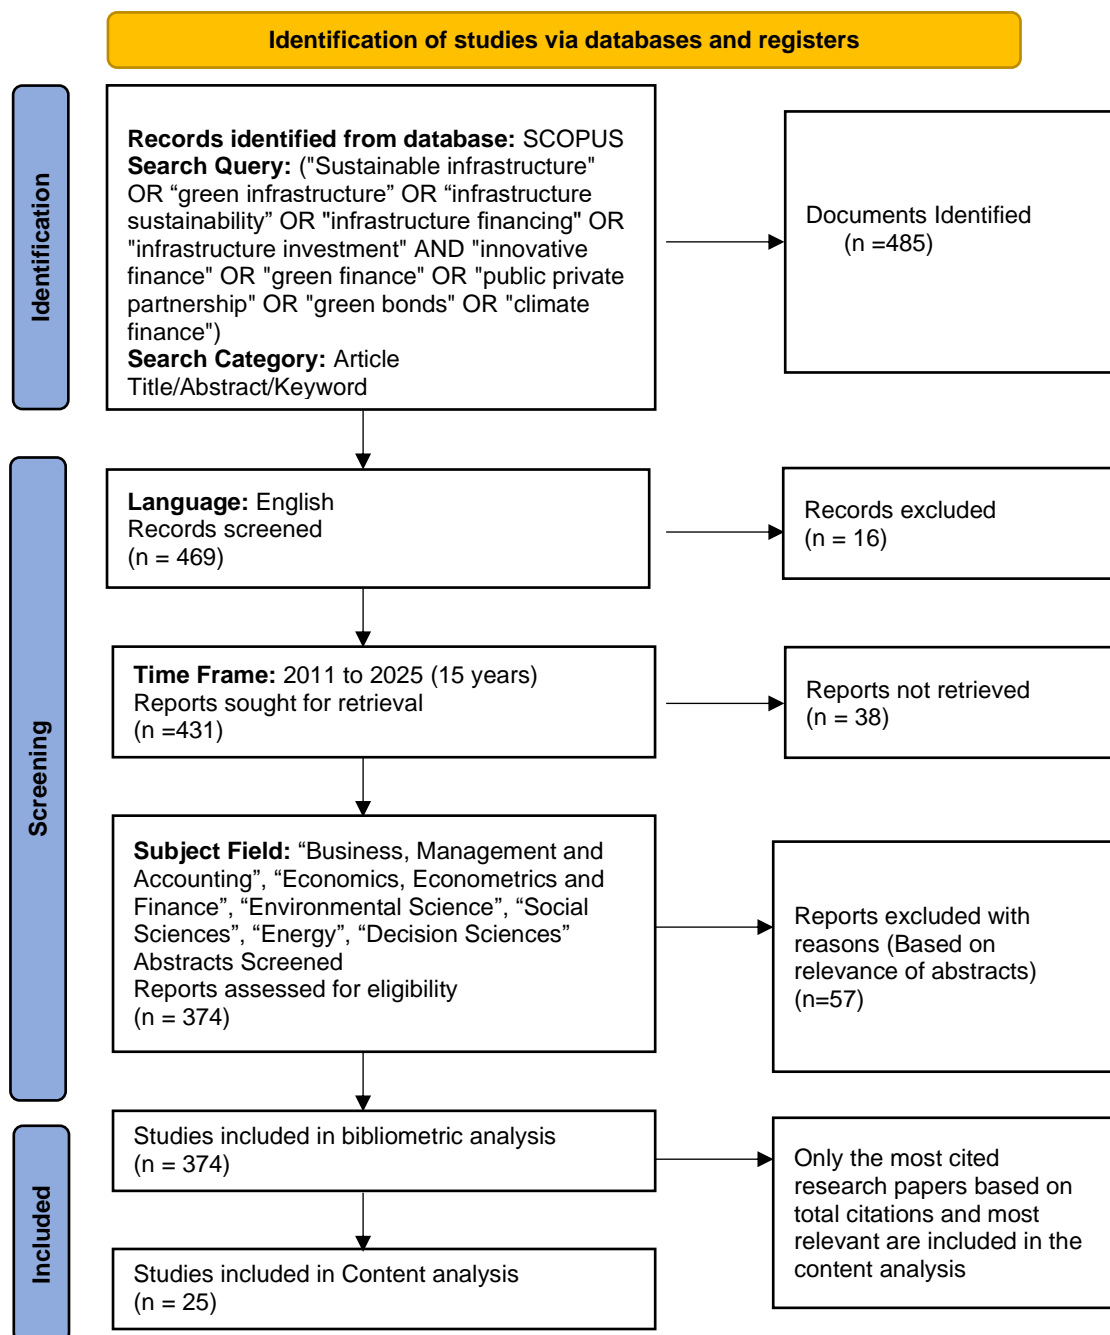 Identification of studies via databases and registers
Identification
Records identified from database: SCOPUS
Search Query: ("Sustainable infrastructure"
OR “green infrastructure” OR “infrastructure
sustainability” OR "infrastructure financing" OR
"infrastructure investment" AND "innovative
finance" OR "green finance" OR "public private
partnership" OR "green bonds" OR "climate
finance")
Search Category: Article
Title/Abstract/Keyword
Documents Identified
(n =485)
Screening
Language: English
Records screened
(n = 469)
Records excluded
(n = 16)
Time Frame: 2011 to 2025 (15 years)
Reports sought for retrieval
(n =431)
Reports not retrieved
(n = 38)
Subject Field: “Business, Management and
Accounting”, “Economics, Econometrics and
Finance”, “Environmental Science”, “Social
Sciences”, “Energy”, “Decision Sciences”
Abstracts Screened
Reports assessed for eligibility
(n = 374)
Reports excluded with
reasons (Based on
relevance of abstracts)
(n=57)
Included
Studies included in bibliometric analysis
(n = 374)
Only the most cited
research papers based on
total citations and most
relevant are included in the
content analysis
Studies included in Content analysis
(n = 25)